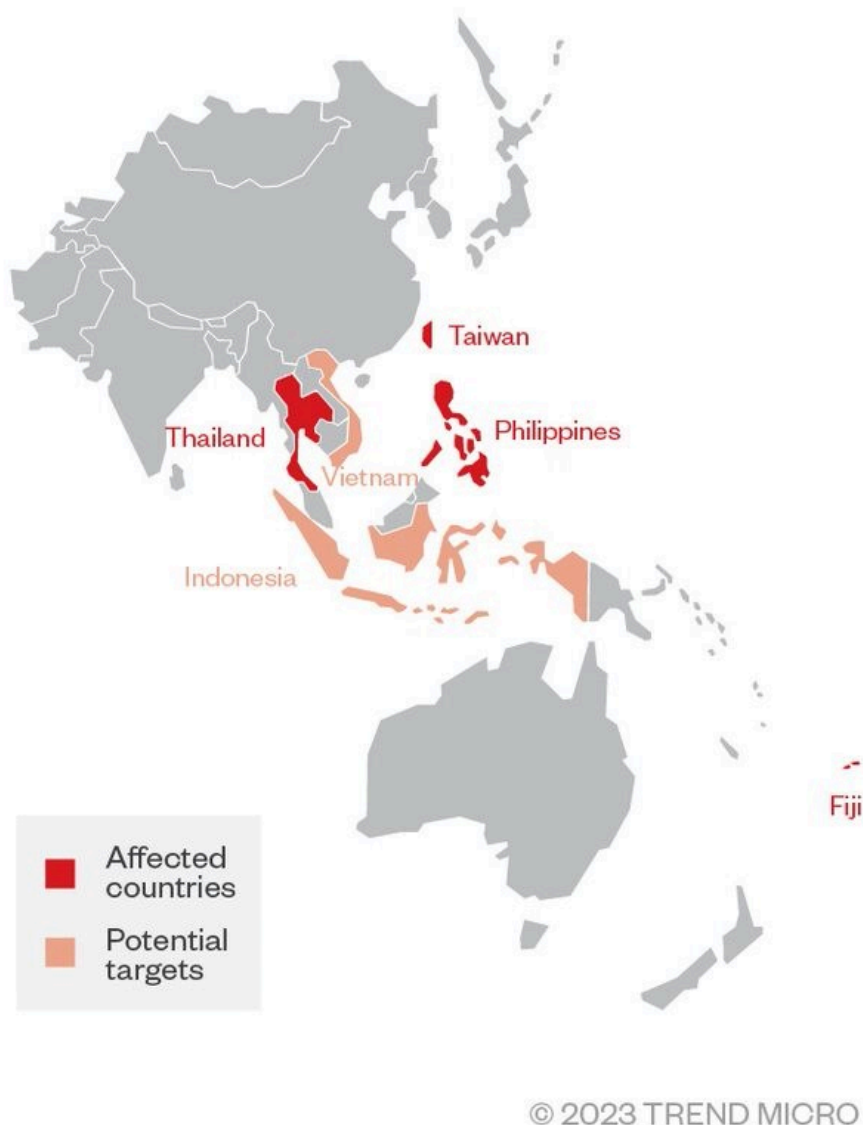 Taiwan
Philippines
Thailand
Vietnam
Indonesia
Fiji
Affected
countries
Potential
targets
© 2023 TREND MICRO